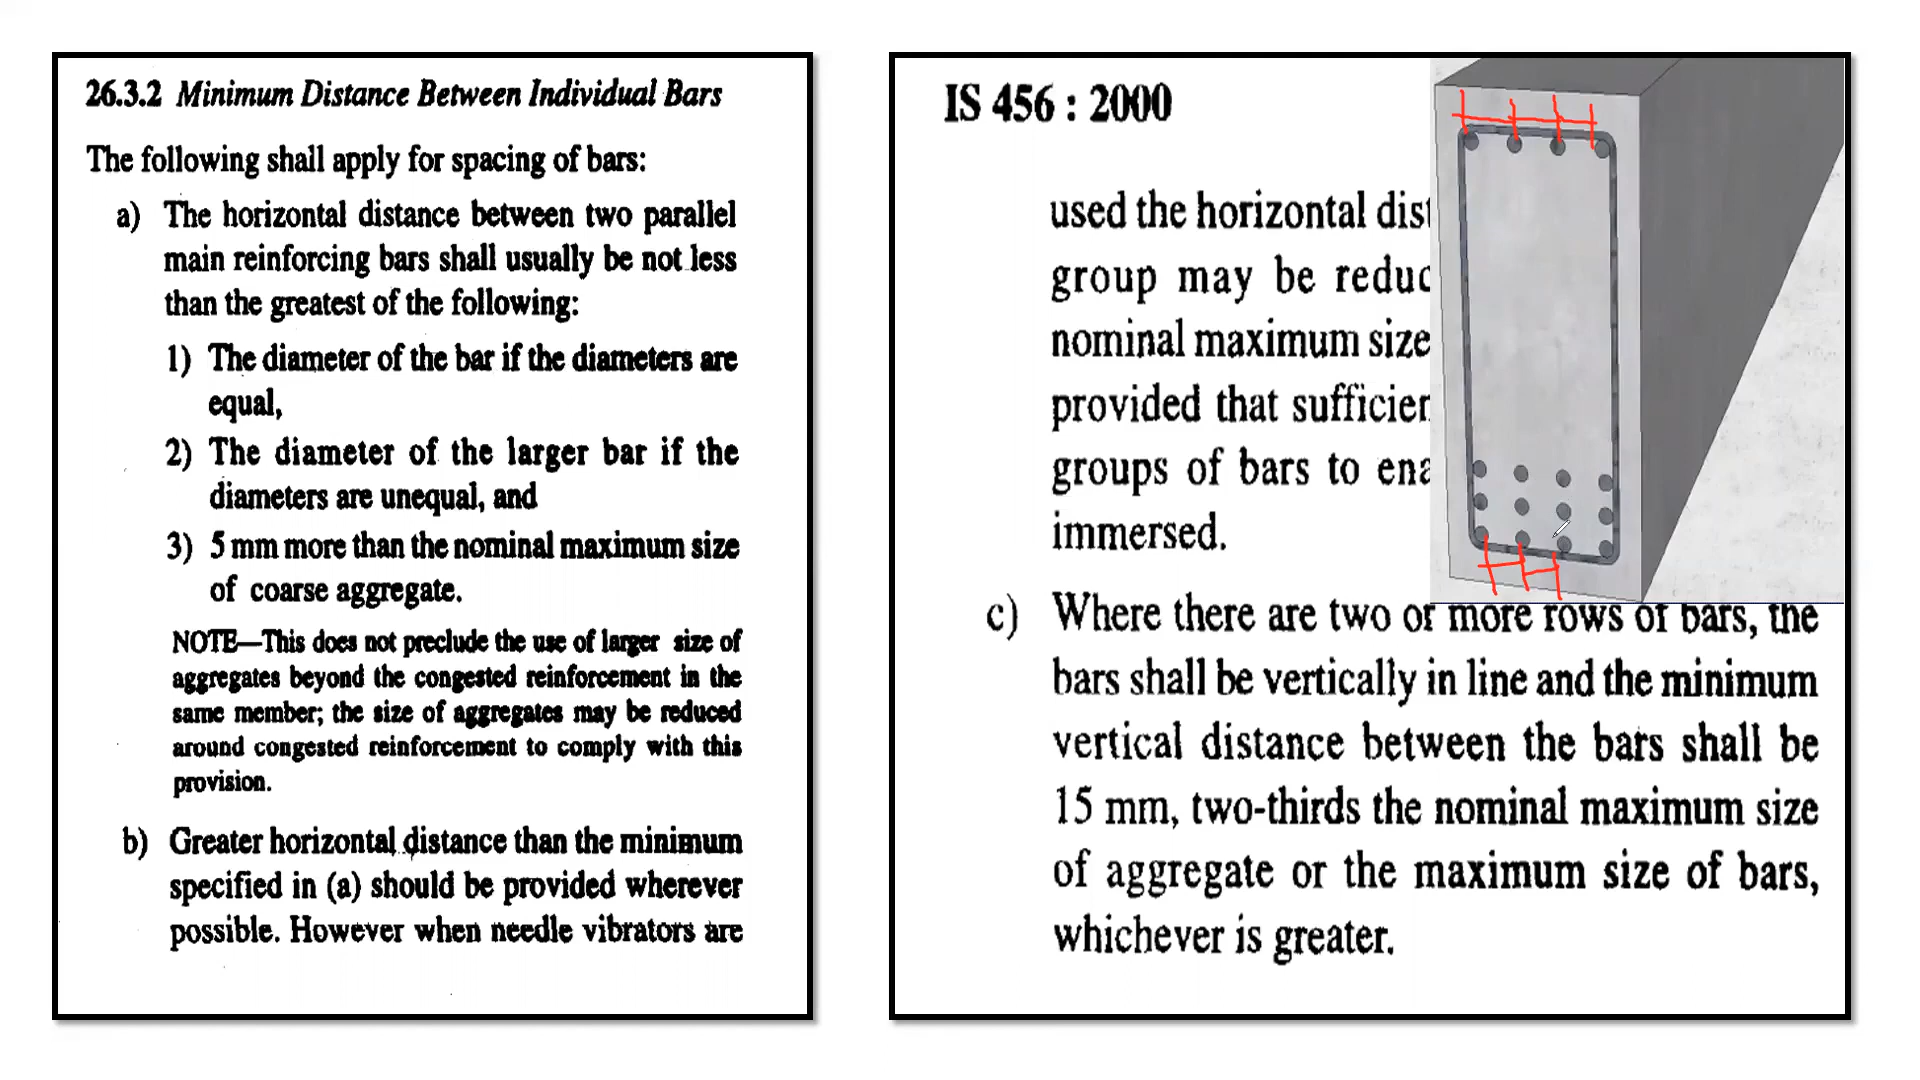 26.3.2 Minimum Distance Between Individual Bars
The following shall apply for spacing of bars:
a) The horizontal distance between two parallel
main reinforcing bars shall usually be not less
than the greatest of the following:
1) The diameter of the bar if the diameters are
equal,
2) The diameter of the larger bar if the
diameters are unequal, and
3) 5 mm more than the nominal maximum size
of coarse aggregate.
NOTE—This does not preclude the use of larger size of
aggregates beyond the congested reinforcement in the
same member; the size of aggregates may be reduced
around congested reinforcement to comply with this
provision.
b) Greater horizontal distance than the minimum
specified in (a) should be provided wherever
possible. However when needle vibrators are
IS 456 : 2000
used the horizontal
group may be
nominal maximum size
provided that
groups of bars to
immersed.
c) Where there are two or more rows of bars, the
bars shall be vertically in line and the minimum
vertical distance between the bars shall be
15 mm, two-thirds the nominal maximum size
of aggregate or the maximum size of bars,
whichever is greater.